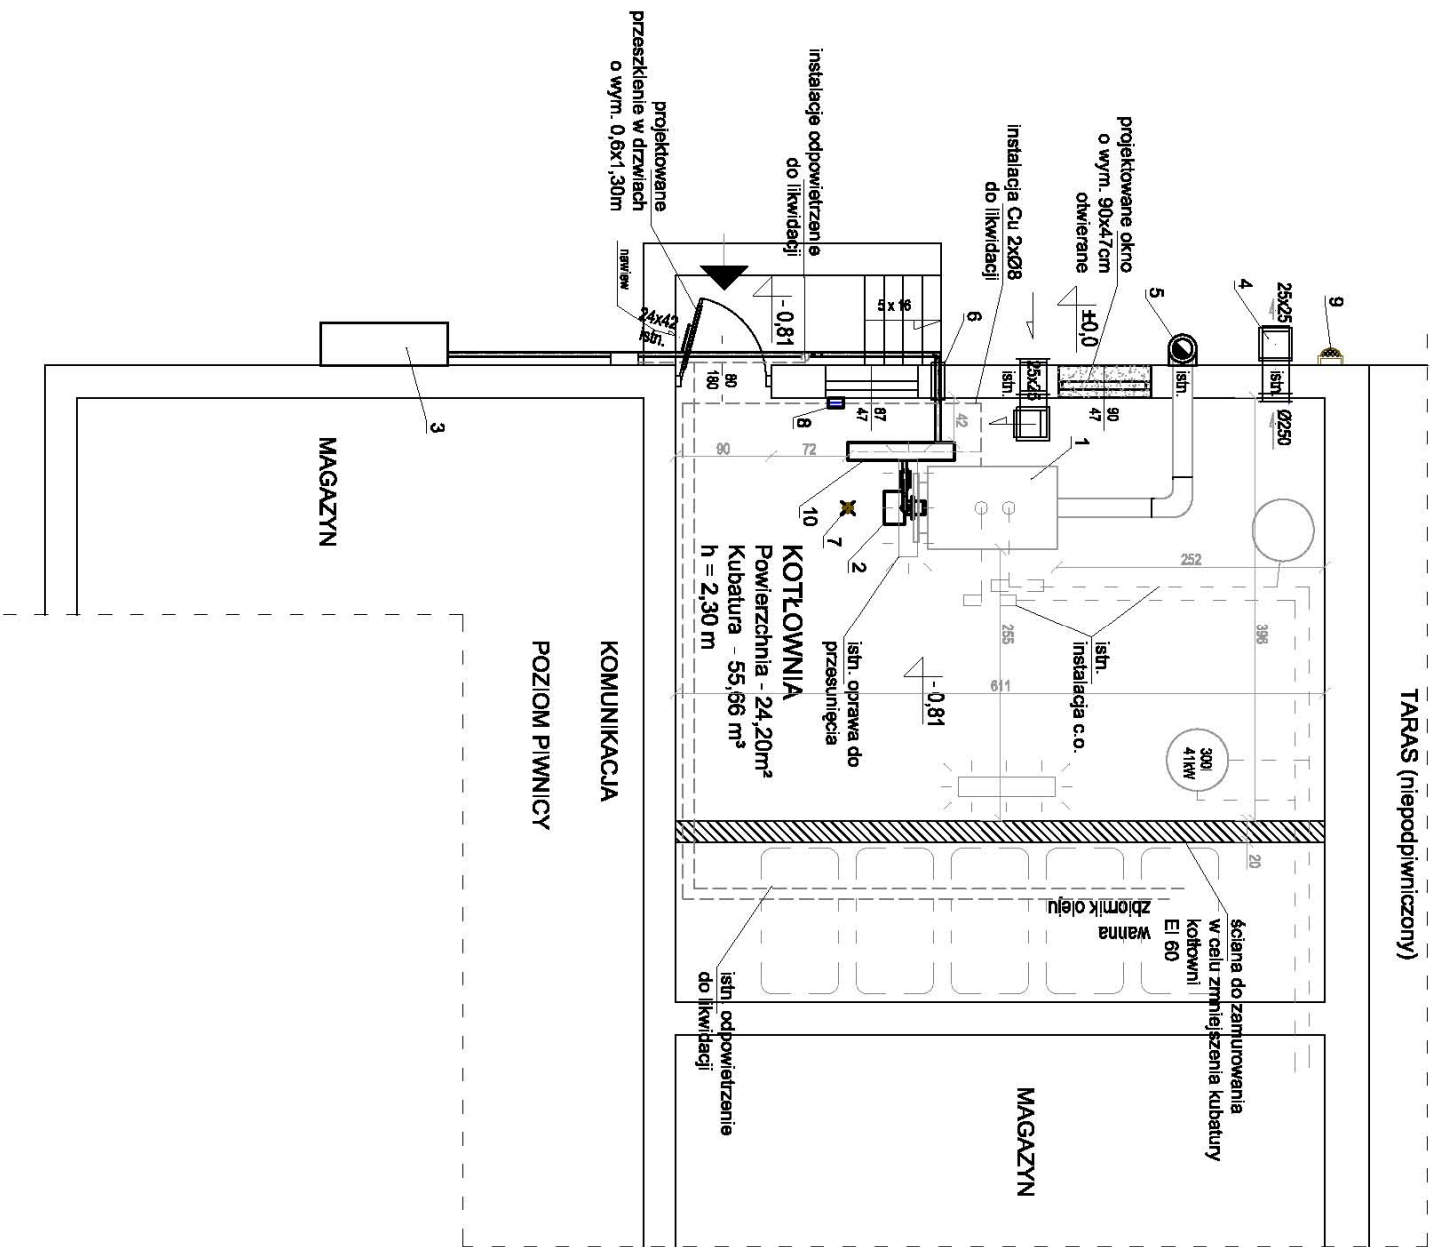 TARAS (niepodpiwniczony)
9
25x25
istn.
Ø250
4
5
istn.
projektowane okno
o wym. 90x47cm
otwierane
±0,0
90
47
25x25
istn.
instalacja Cu 2xØ8
do likwidacji
6
5 x 16
- 0,81
instalacje odpowietrzenie
do likwidacji
projektowane
przeszklenie w drzwiach
o wym. 0,6x1,30m
nawiew
24x42
istn.
80
180
87
47
8
42
90
72
1
10
7
2
3
252
396
255
611
20
300l
41kW
istn.
instalacja c.o.
- 0,81
istn. oprawa do
przesunięcia
KOTŁOWNIA
Powierzchnia - 24,20m²
Kubatura - 55,66 m³
h = 2,30 m
MAGAZYN
KOMUNIKACJA
POZIOM PIWNICY
wanna
zbiornik oleju
ściana do zamurowania
w celu zmniejszenia kubatury
kotłowni
EI 60
istn. odpowietrzenie
do likwidacji
MAGAZYN